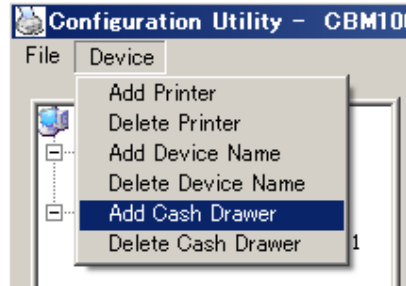 Configuration Utility - CBM10
File Device
Add Printer
Delete Printer
Add Device Name
Delete Device Name
Add Cash Drawer
Delete Cash Drawer
1